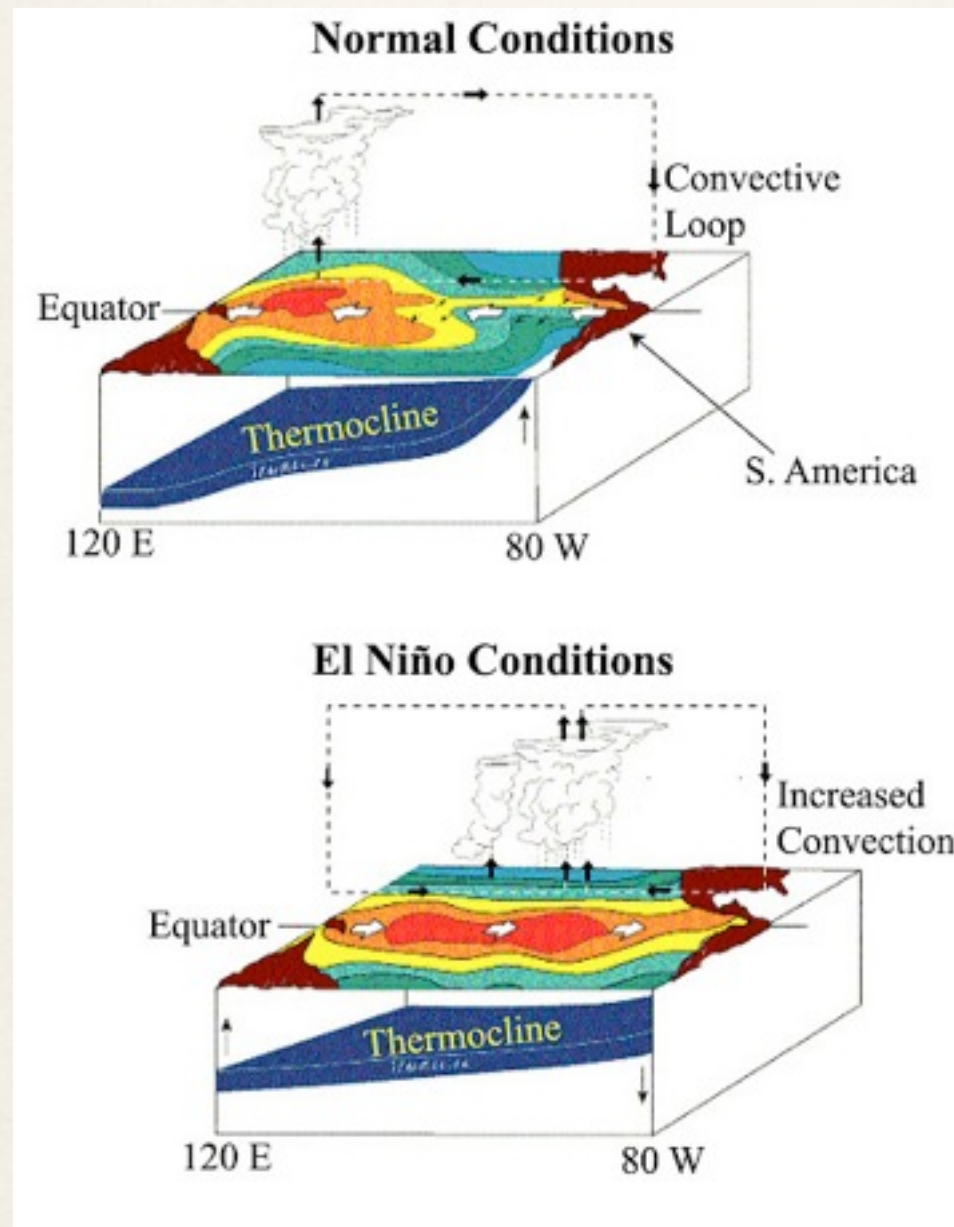 Normal Conditions
Convective
Loop
Equator
Thermocline
S. America
120 E
80 W
El Niño Conditions
Increased
Convection
Equator
Thermocline
120 E
80 W